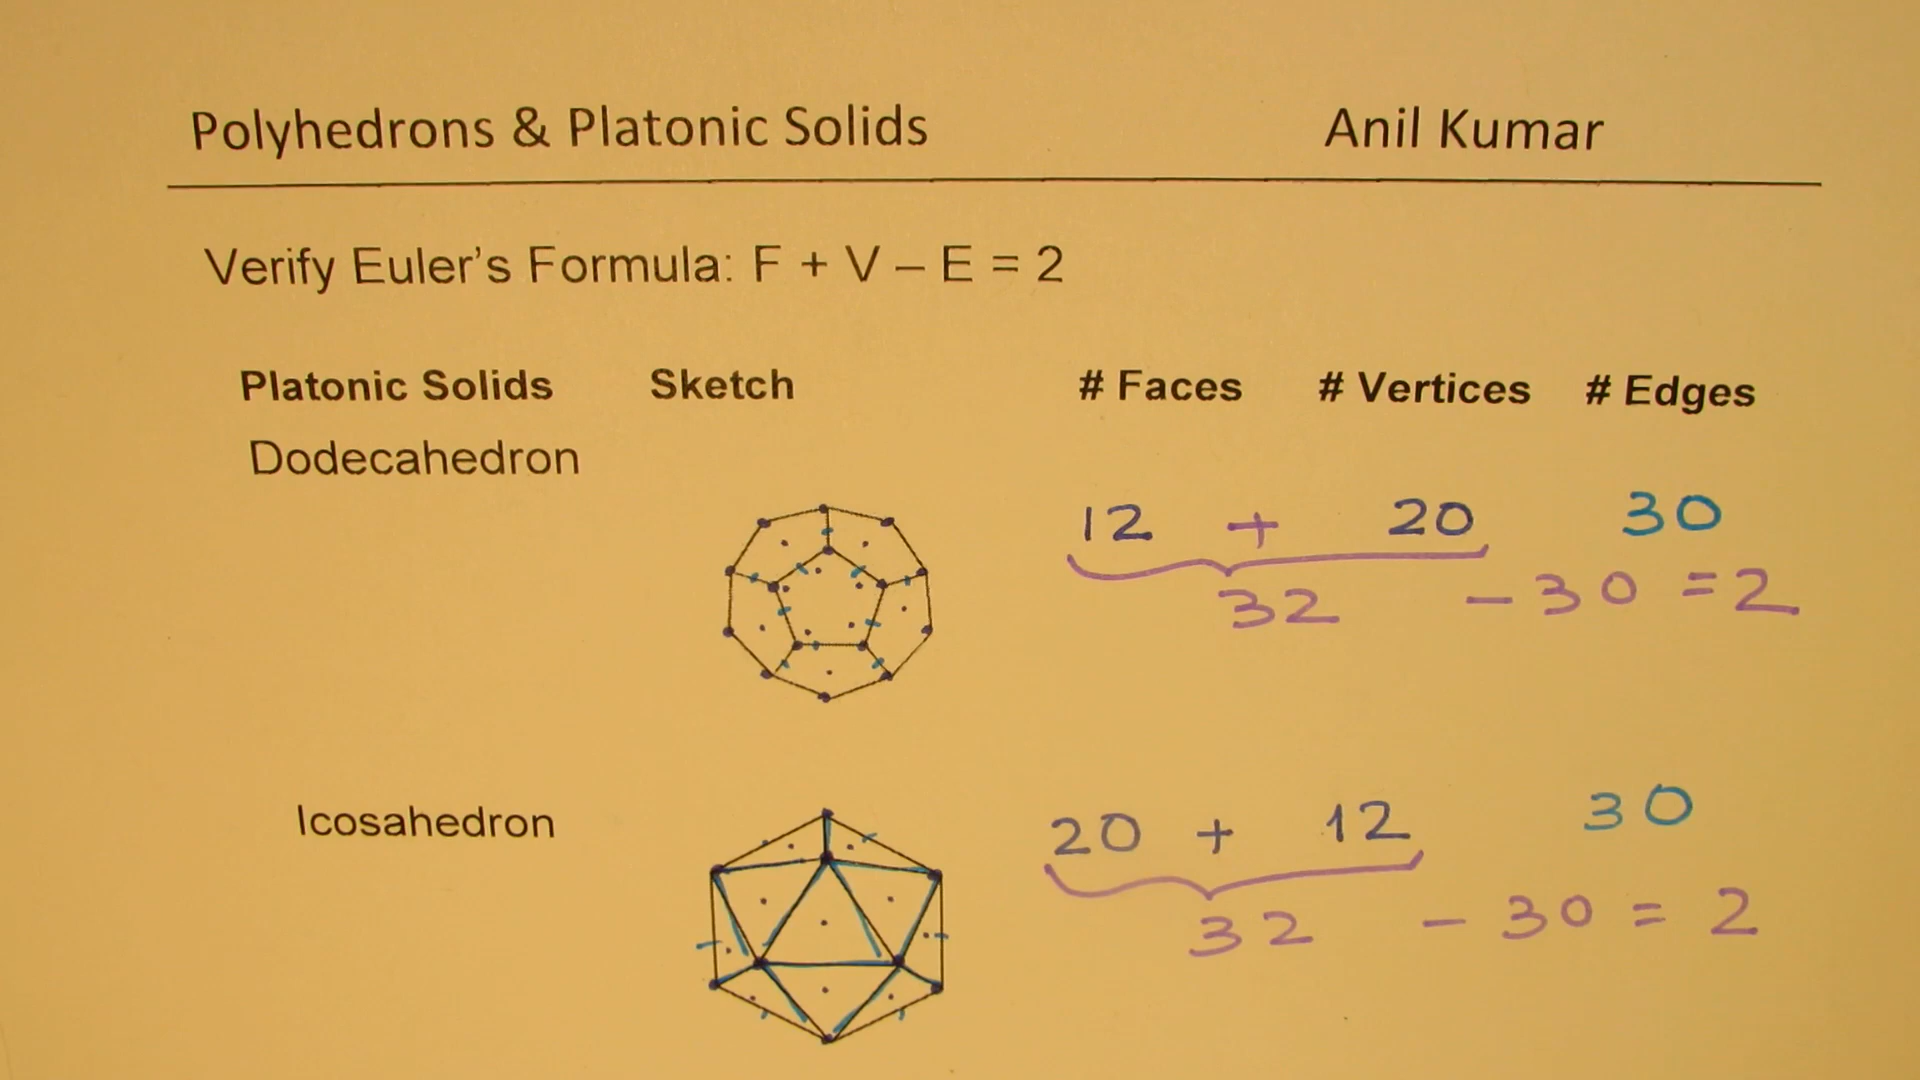 Polyhedrons & Platonic Solids Anil Kumar
Verify Euler's Formula: F + V – E = 2
Platonic Solids Sketch # Faces # Vertices # Edges
Dodecahedron
12 + 20 30
32 – 30 = 2
Icosahedron 20 + 12 30
32 – 30 = 2